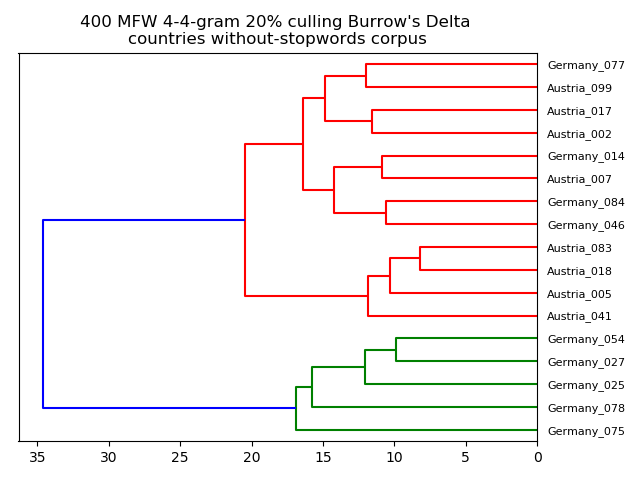 400 MFW 4-4-gram 20% culling Burrow's Delta
countries without-stopwords corpus
Germany_077
Austria_099
Austria_017
Austria_002
Germany_014
Austria_007
Germany_084
Germany_046
Austria_083
Austria_018
Austria_005
Austria_041
Germany_054
Germany_027
Germany_025
Germany_078
Germany_075
35 30 25 20 15 10 5 0